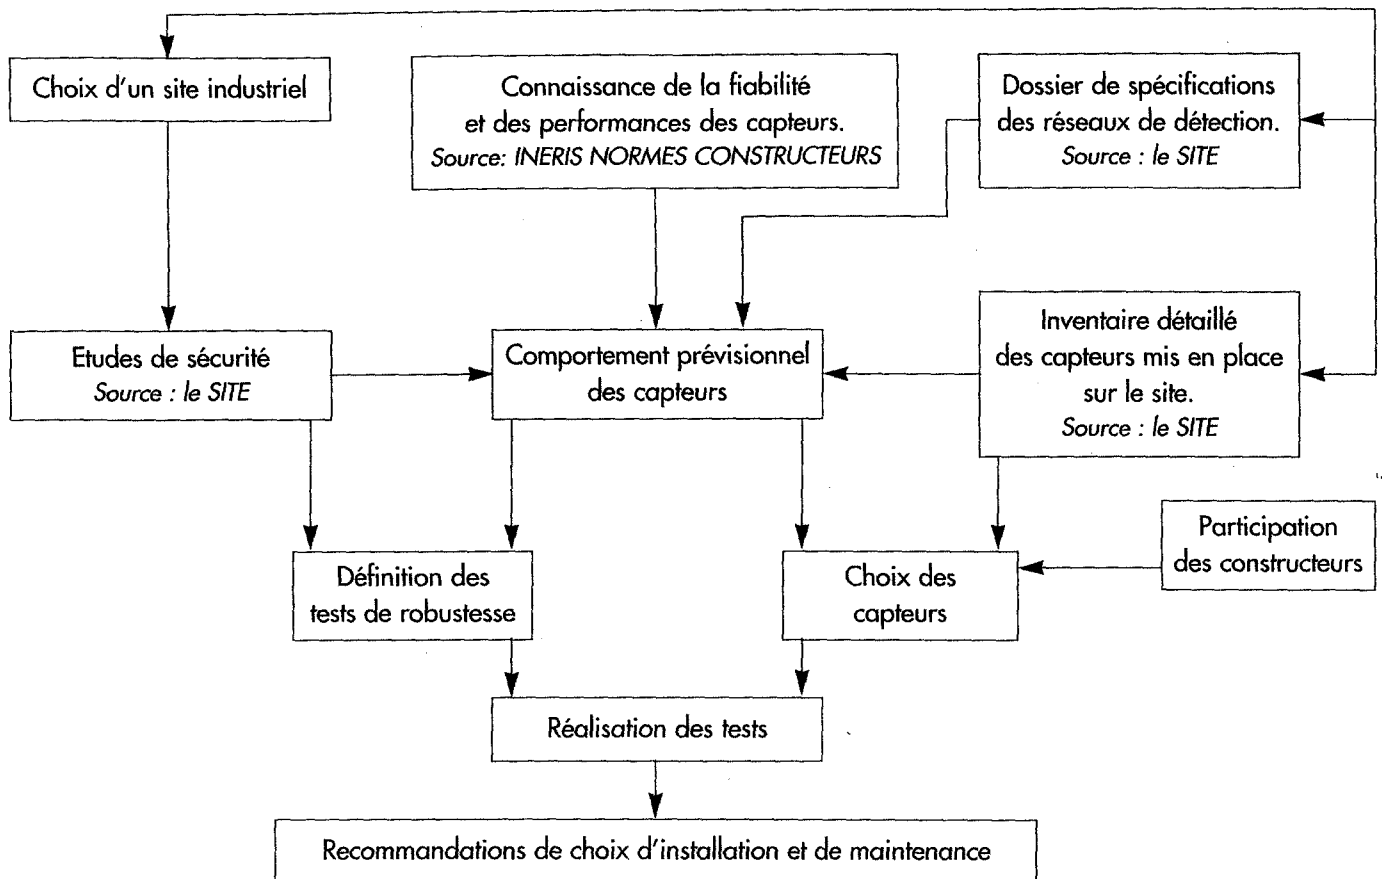 Choix d'un site industriel
Connaissance de la fiabilité
et des performances des capteurs.
Source: INERIS NORMES CONSTRUCTEURS
Dossier de spécifications
des réseaux de détection.
Source : le SITE
Etudes de sécurité
Source : le SITE
Comportement prévisionnel
des capteurs
Inventaire détaillé
des capteurs mis en place
sur le site.
Source : le SITE
Participation
des constructeurs
Définition des
tests de robustesse
Choix des
capteurs
Réalisation des tests
Recommandations de choix d'installation et de maintenance